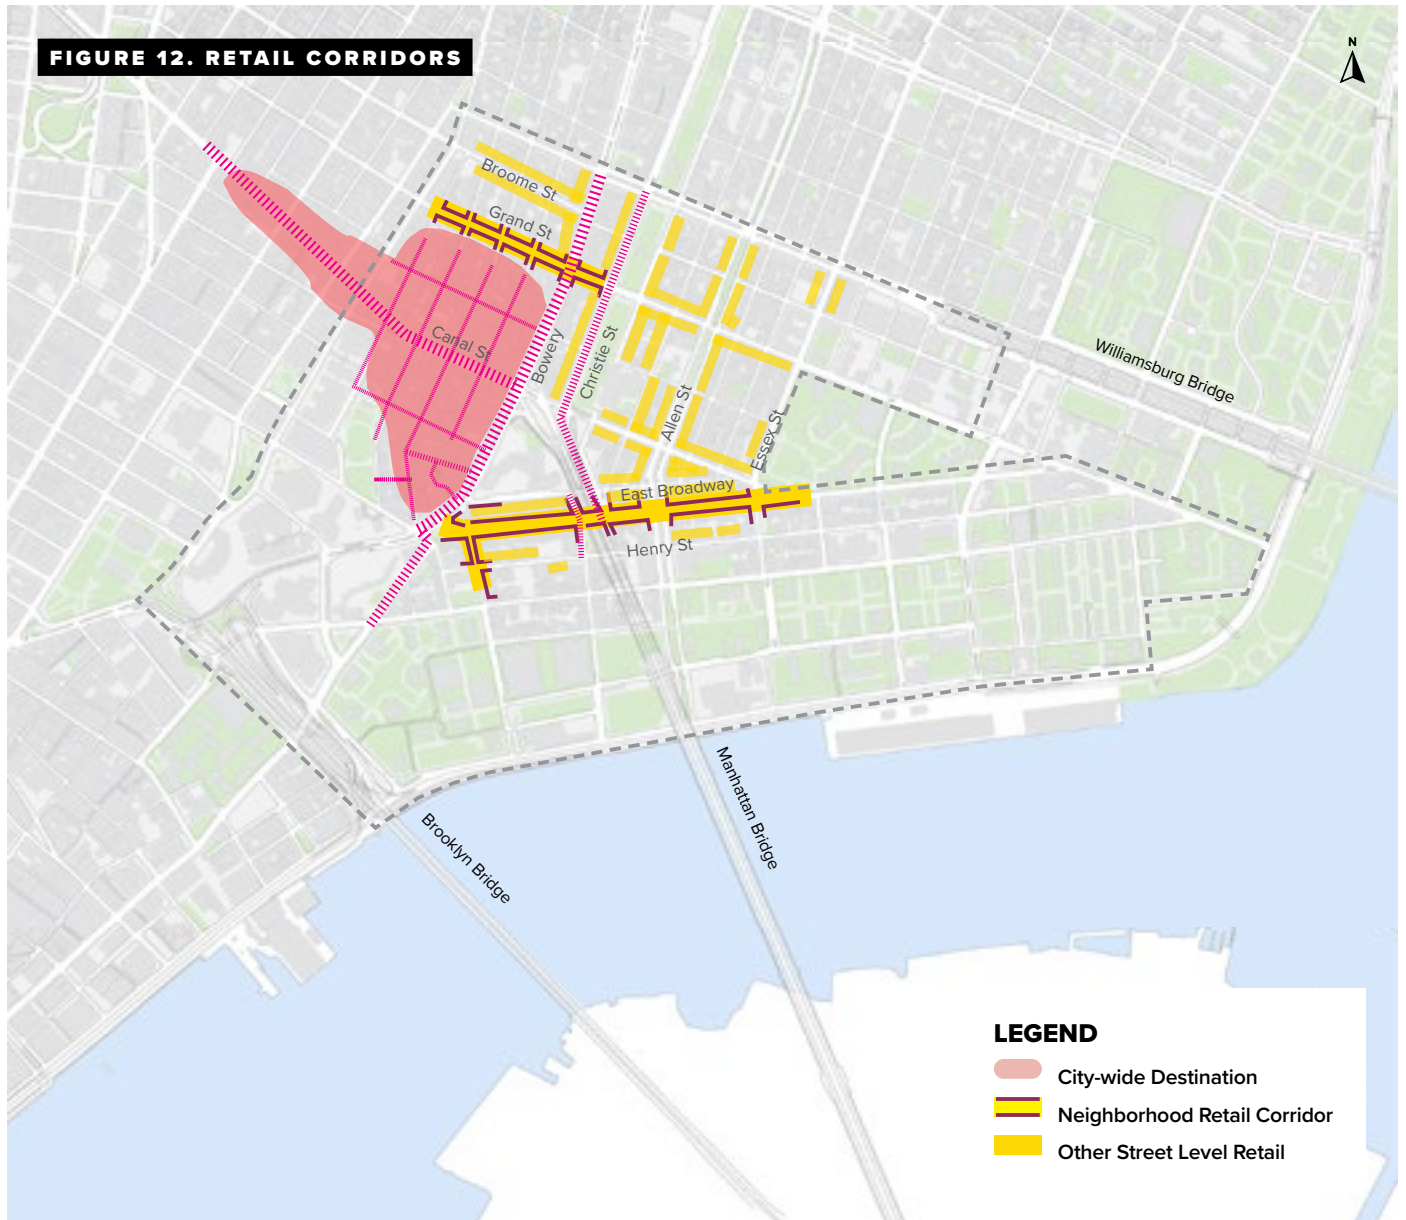 FIGURE 12. RETAIL CORRIDORS
N
Broome St
Grand St
Canal St
Bowery
Christie St
Allen St
Essex St
East Broadway
Henry St
Williamsburg Bridge
Manhattan Bridge
Brooklyn Bridge
LEGEND
City-wide Destination
Neighborhood Retail Corridor
Other Street Level Retail